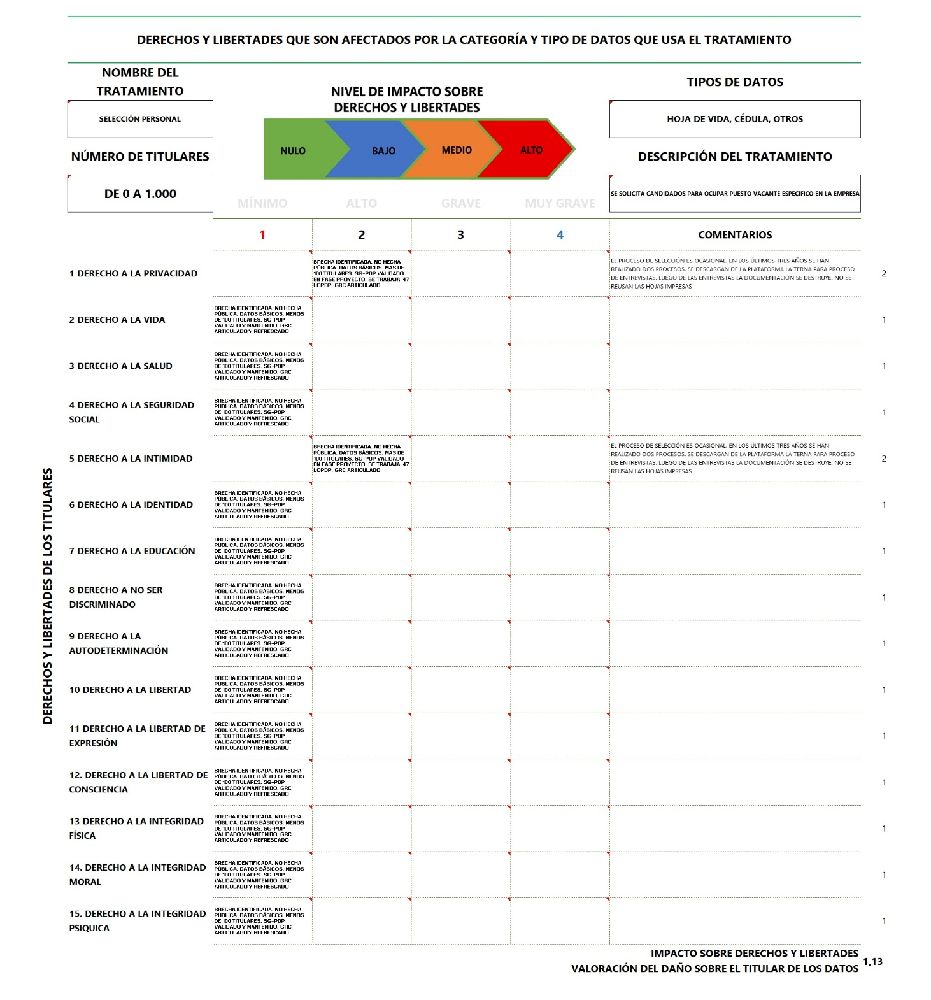 DERECHOS Y LIBERTADES QUE SON AFECTADOS POR LA CATEGORÍA Y TIPO DE DATOS QUE USA EL TRATAMIENTO
NOMBRE DEL
TRATAMIENTO
SELECCIÓN PERSONAL
NÚMERO DE TITULARES
DE 0 A 1.000
NIVEL DE IMPACTO SOBRE
DERECHOS Y LIBERTADES
NULO
BAJO
MEDIO
ALTO
TIPOS DE DATOS
HOJA DE VIDA, CÉDULA, OTROS
DESCRIPCIÓN DEL TRATAMIENTO
SE SOLICITA CANDIDADOS PARA OCUPAR PUESTO VACANTE ESPECIFICO EN LA EMPRESA
MÍNIMO
ALTO
GRAVE
MUY GRAVE
1
2
3
4
COMENTARIOS
DERECHOS Y LIBERTADES DE LOS TITULARES
1 DERECHO A LA PRIVACIDAD
BRECHA IDENTIFICADA. NO HECHA
PÚBLICA. DATOS BÁSICOS. MAS DE
100 TITULARES. SG-PDP VALIDADO
EN FASE PROYECTO. SE TRABAJA 47
LOPDP. GRC ARTICULADO
EL PROCESO DE SELECCIÓN ES OCASIONAL. EN LOS ÚLTIMOS TRES AÑOS SE HAN
REALIZADO DOS PROCESOS. SE DESCARGAN DE LA PLATAFORMA LA TERNA PARA PROCESO
DE ENTREVISTAS. LUEGO DE LAS ENTREVISTAS LA DOCUMENTACIÓN SE DESTRUYE. NO SE
REUSAN LAS HOJAS IMPRESAS
2
2 DERECHO A LA VIDA
BRECHA IDENTIFICADA. NO HECHA
PÚBLICA. DATOS BÁSICOS. MENOS
DE 100 TITULARES. SG-PDP
VALIDADO Y MANTENIDO. GRC
ARTICULADO Y REFRESCADO
1
3 DERECHO A LA SALUD
BRECHA IDENTIFICADA. NO HECHA
PÚBLICA. DATOS BÁSICOS. MENOS
DE 100 TITULARES. SG-PDP
VALIDADO Y MANTENIDO. GRC
ARTICULADO Y REFRESCADO
1
4 DERECHO A LA SEGURIDAD
SOCIAL
BRECHA IDENTIFICADA. NO HECHA
PÚBLICA. DATOS BÁSICOS. MENOS
DE 100 TITULARES. SG-PDP
VALIDADO Y MANTENIDO. GRC
ARTICULADO Y REFRESCADO
1
5 DERECHO A LA INTIMIDAD
BRECHA IDENTIFICADA. NO HECHA
PÚBLICA. DATOS BÁSICOS. MAS DE
100 TITULARES. SG-PDP VALIDADO
EN FASE PROYECTO. SE TRABAJA 47
LOPDP. GRC ARTICULADO
EL PROCESO DE SELECCIÓN ES OCASIONAL. EN LOS ÚLTIMOS TRES AÑOS SE HAN
REALIZADO DOS PROCESOS. SE DESCARGAN DE LA PLATAFORMA LA TERNA PARA PROCESO
DE ENTREVISTAS. LUEGO DE LAS ENTREVISTAS LA DOCUMENTACIÓN SE DESTRUYE. NO SE
REUSAN LAS HOJAS IMPRESAS
2
6 DERECHO A LA IDENTIDAD
BRECHA IDENTIFICADA. NO HECHA
PÚBLICA. DATOS BÁSICOS. MENOS
DE 100 TITULARES. SG-PDP
VALIDADO Y MANTENIDO. GRC
ARTICULADO Y REFRESCADO
1
7 DERECHO A LA EDUCACIÓN
BRECHA IDENTIFICADA. NO HECHA
PÚBLICA. DATOS BÁSICOS. MENOS
DE 100 TITULARES. SG-PDP
VALIDADO Y MANTENIDO. GRC
ARTICULADO Y REFRESCADO
1
8 DERECHO A NO SER
DISCRIMINADO
BRECHA IDENTIFICADA. NO HECHA
PÚBLICA. DATOS BÁSICOS. MENOS
DE 100 TITULARES. SG-PDP
VALIDADO Y MANTENIDO. GRC
ARTICULADO Y REFRESCADO
1
9 DERECHO A LA
AUTODETERMINACIÓN
BRECHA IDENTIFICADA. NO HECHA
PÚBLICA. DATOS BÁSICOS. MENOS
DE 100 TITULARES. SG-PDP
VALIDADO Y MANTENIDO. GRC
ARTICULADO Y REFRESCADO
1
10 DERECHO A LA LIBERTAD
BRECHA IDENTIFICADA. NO HECHA
PÚBLICA. DATOS BÁSICOS. MENOS
DE 100 TITULARES. SG-PDP
VALIDADO Y MANTENIDO. GRC
ARTICULADO Y REFRESCADO
1
11 DERECHO A LA LIBERTAD DE
EXPRESIÓN
BRECHA IDENTIFICADA. NO HECHA
PÚBLICA. DATOS BÁSICOS. MENOS
DE 100 TITULARES. SG-PDP
VALIDADO Y MANTENIDO. GRC
ARTICULADO Y REFRESCADO
1
12. DERECHO A LA LIBERTAD DE
CONSCIENCIA
BRECHA IDENTIFICADA. NO HECHA
PÚBLICA. DATOS BÁSICOS. MENOS
DE 100 TITULARES. SG-PDP
VALIDADO Y MANTENIDO. GRC
ARTICULADO Y REFRESCADO
1
13 DERECHO A LA INTEGRIDAD
FÍSICA
BRECHA IDENTIFICADA. NO HECHA
PÚBLICA. DATOS BÁSICOS. MENOS
DE 100 TITULARES. SG-PDP
VALIDADO Y MANTENIDO. GRC
ARTICULADO Y REFRESCADO
1
14. DERECHO A LA INTEGRIDAD
MORAL
BRECHA IDENTIFICADA. NO HECHA
PÚBLICA. DATOS BÁSICOS. MENOS
DE 100 TITULARES. SG-PDP
VALIDADO Y MANTENIDO. GRC
ARTICULADO Y REFRESCADO
1
15. DERECHO A LA INTEGRIDAD
PSIQUICA
BRECHA IDENTIFICADA. NO HECHA
PÚBLICA. DATOS BÁSICOS. MENOS
DE 100 TITULARES. SG-PDP
VALIDADO Y MANTENIDO. GRC
ARTICULADO Y REFRESCADO
1
IMPACTO SOBRE DERECHOS Y LIBERTADES
VALORACIÓN DEL DAÑO SOBRE EL TITULAR DE LOS DATOS
1,13